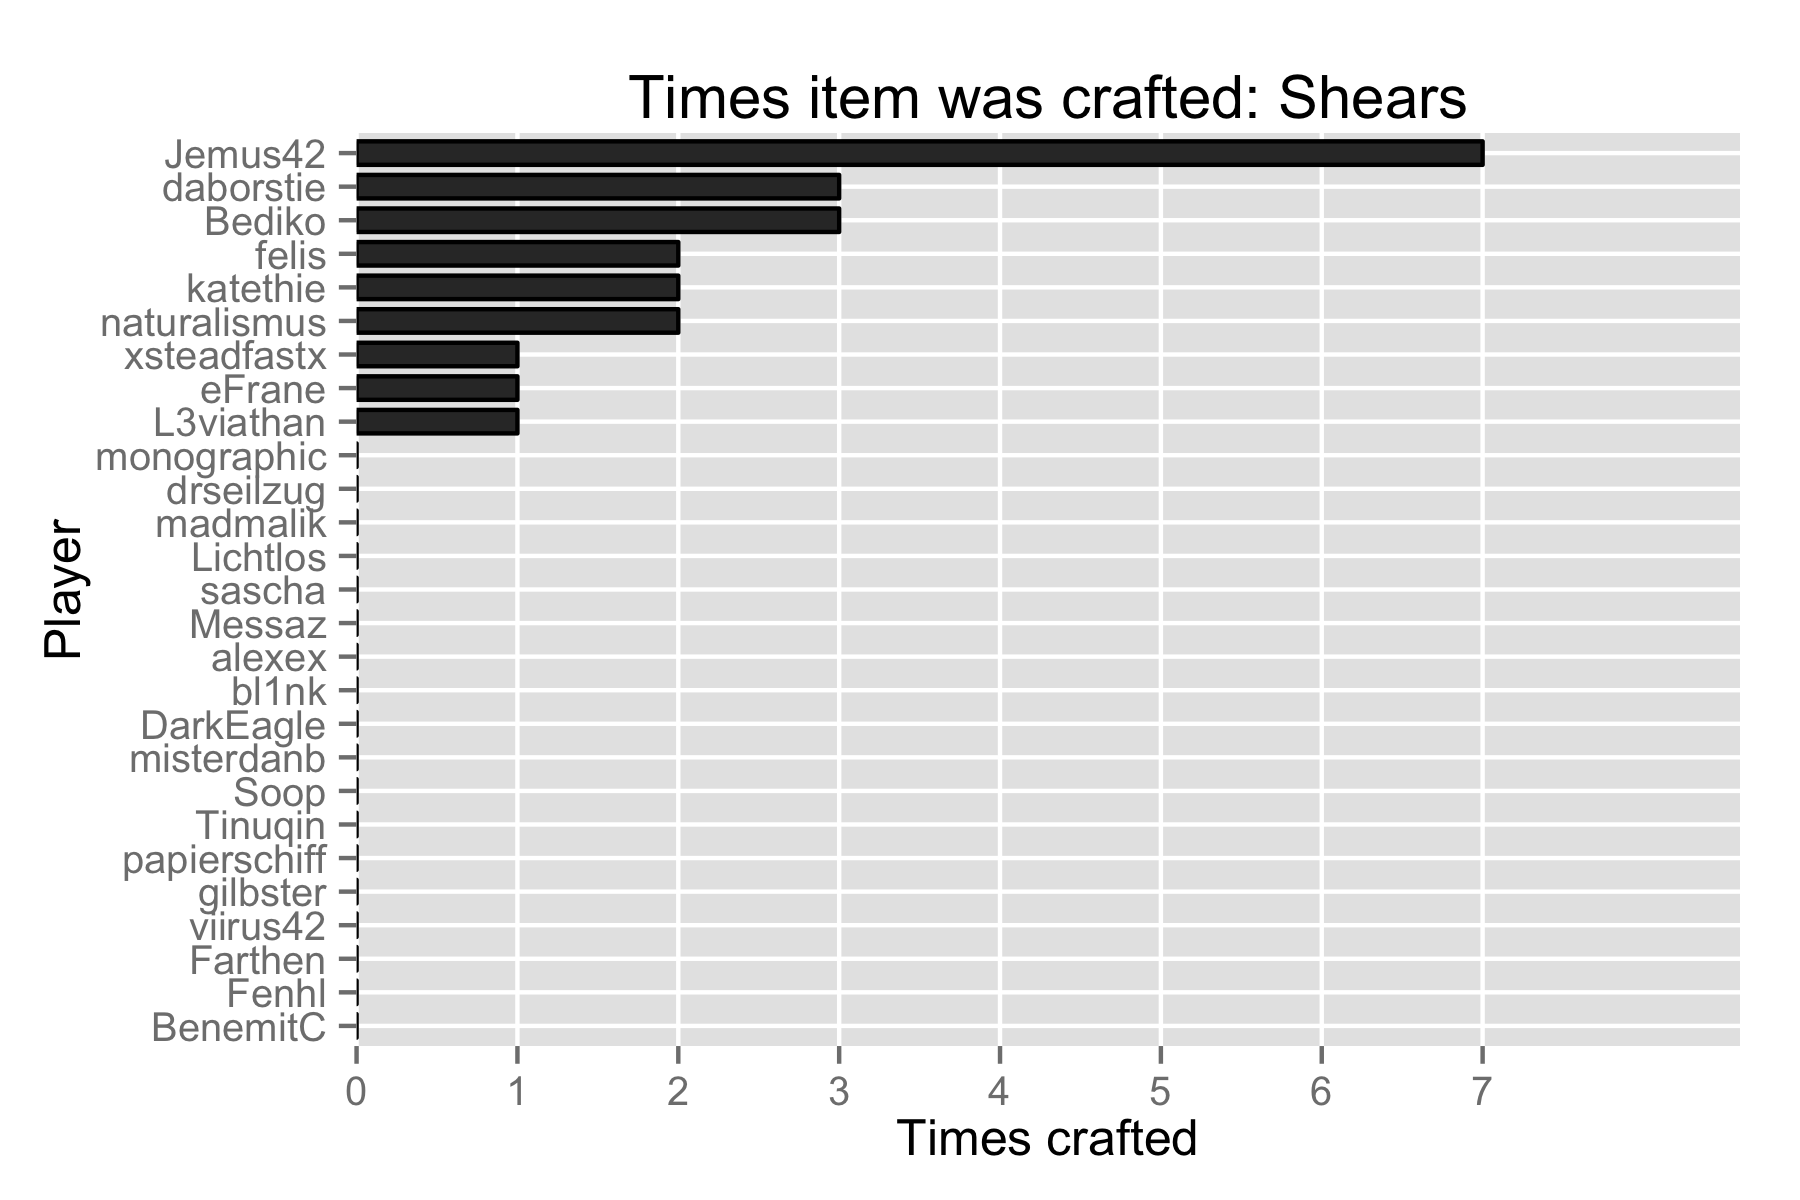 Times item was crafted: Shears
Jemus42
daborstie
Bediko
felis
katethie
naturalismus
xsteadfastx
eFrane
L3viathan
monographic
drseilzug
madmalik
Lichtlos
sascha
Messaz
alexex
bl1nk
DarkEagle
misterdanb
Soop
Tinuqin
papierschiff
gilbster
viirus42
Farthen
Fenhl
BenemitC
Player
0 1 2 3 4 5 6 7
Times crafted